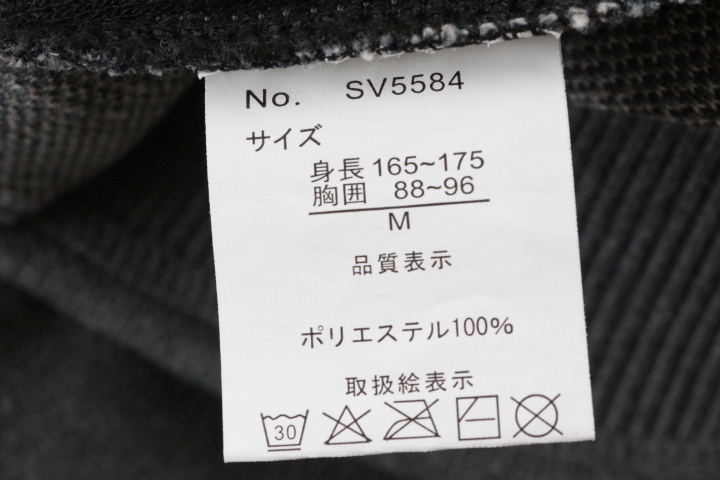 No. SV5584
サイズ
身長 165~175
胸囲 88~96
M
品質表示
ポリエステル100%
取扱絵表示
30